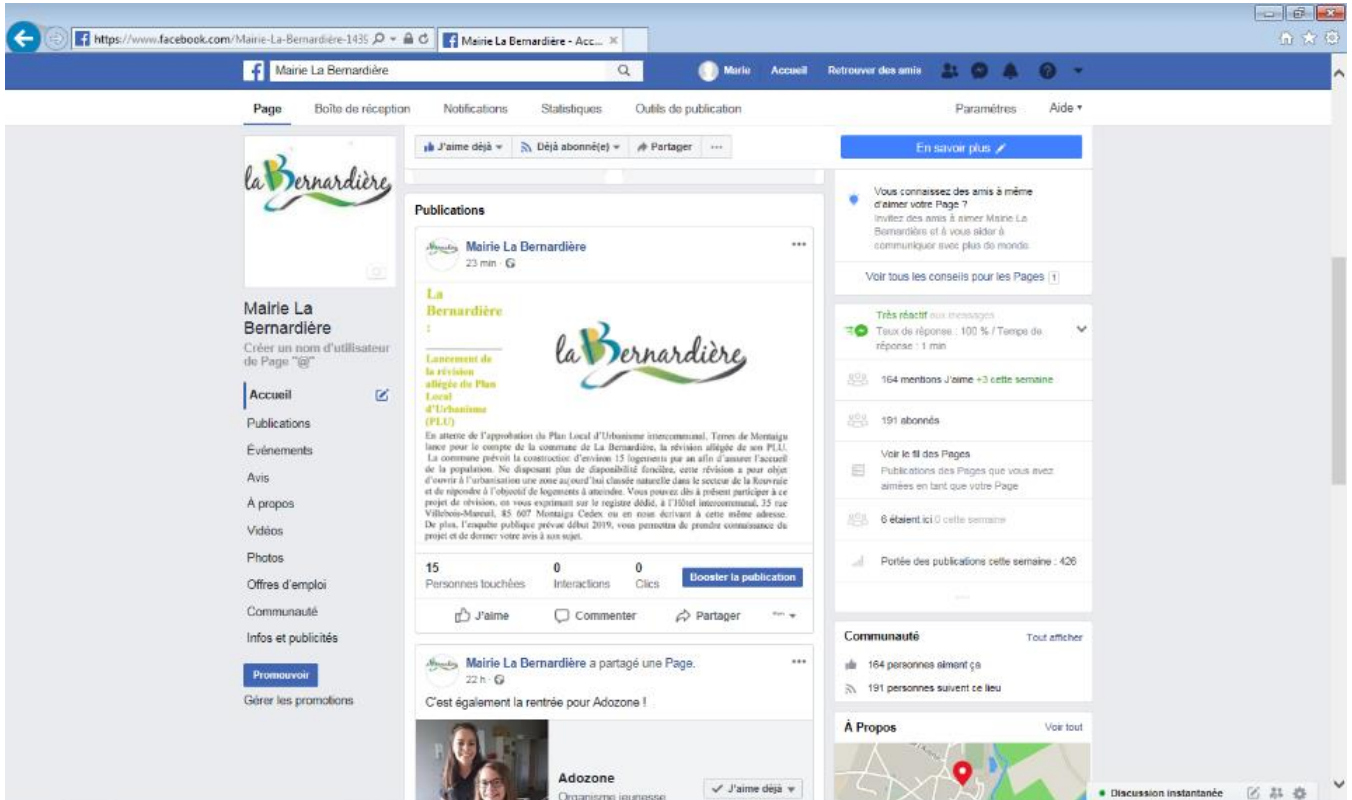 https://www.facebook.com/Mairie-La-Bernardière-1435
Mairie La Bernardière - Acc...
Mairie La Bernardière
Marie
Accueil
Retrouver des amis
Page
Boîte de réception
Notifications
Statistiques
Outils de publication
Paramètres
Aide
la Bernardière
Mairie La
Bernardière
Créer un nom d'utilisateur
de Page "@"
Accueil
Publications
Événements
Avis
À propos
Vidéos
Photos
Offres d'emploi
Communauté
Infos et publicités
Promouvoir
Gérer les promotions
J'aime déjà
Déjà abonné(e)
Partager
Publications
Mairie La Bernardière
23 min
La
Bernardière
:
Lancement de
la révision
allégée du Plan
Local
d'Urbanisme
(PLU)
la Bernardière
En attente de l'approbation du Plan Local d'Urbanisme intercommunal, Terres de Montaigu
lance pour le compte de la commune de La Bernardière, la révision allégée de son PLU.
La commune prévoit la construction d'environ 15 logements par an afin d'assurer l'accueil
de la population. Ne disposant plus de disponibilité foncière, cette révision a pour objet
d'ouvrir à l'urbanisation une zone aujourd'hui classée naturelle dans le secteur de la Rouvraie
et de répondre à l'objectif de logements à atteindre. Vous pouvez dès à présent participer à ce
projet de révision, en vous exprimant sur le registre dédié, à l'Hôtel intercommunal, 35 rue
Villebois-Mareuil, 85 607 Montaigu Cedex ou en nous écrivant à cette même adresse.
De plus, l'enquête publique prévue début 2019, vous permettra de prendre connaissance du
projet et de donner votre avis à son sujet.
15
Personnes touchées
0
Interactions
0
Clics
Booster la publication
J'aime
Commenter
Partager
Mairie La Bernardière a partagé une Page.
22 h
C'est également la rentrée pour Adozone !
Adozone
Organisme jeunesse
J'aime déjà
En savoir plus
Vous connaissez des amis à même
d'aimer votre Page ?
Invitez des amis à aimer Mairie La
Bernardière et à vous aider à
communiquer avec plus de monde
Voir tous les conseils pour les Pages 1
Très réactif aux messages
Taux de réponse : 100 % / Temps de
réponse : 1 min
164 mentions J'aime +3 cette semaine
191 abonnés
Voir le fil des Pages
Publications des Pages que vous avez
aimées en tant que votre Page
6 étaient ici 0 cette semaine
Portée des publications cette semaine : 426
Communauté
Tout afficher
164 personnes aiment ça
191 personnes suivent ce lieu
À Propos
Voir tout
Discussion instantanée